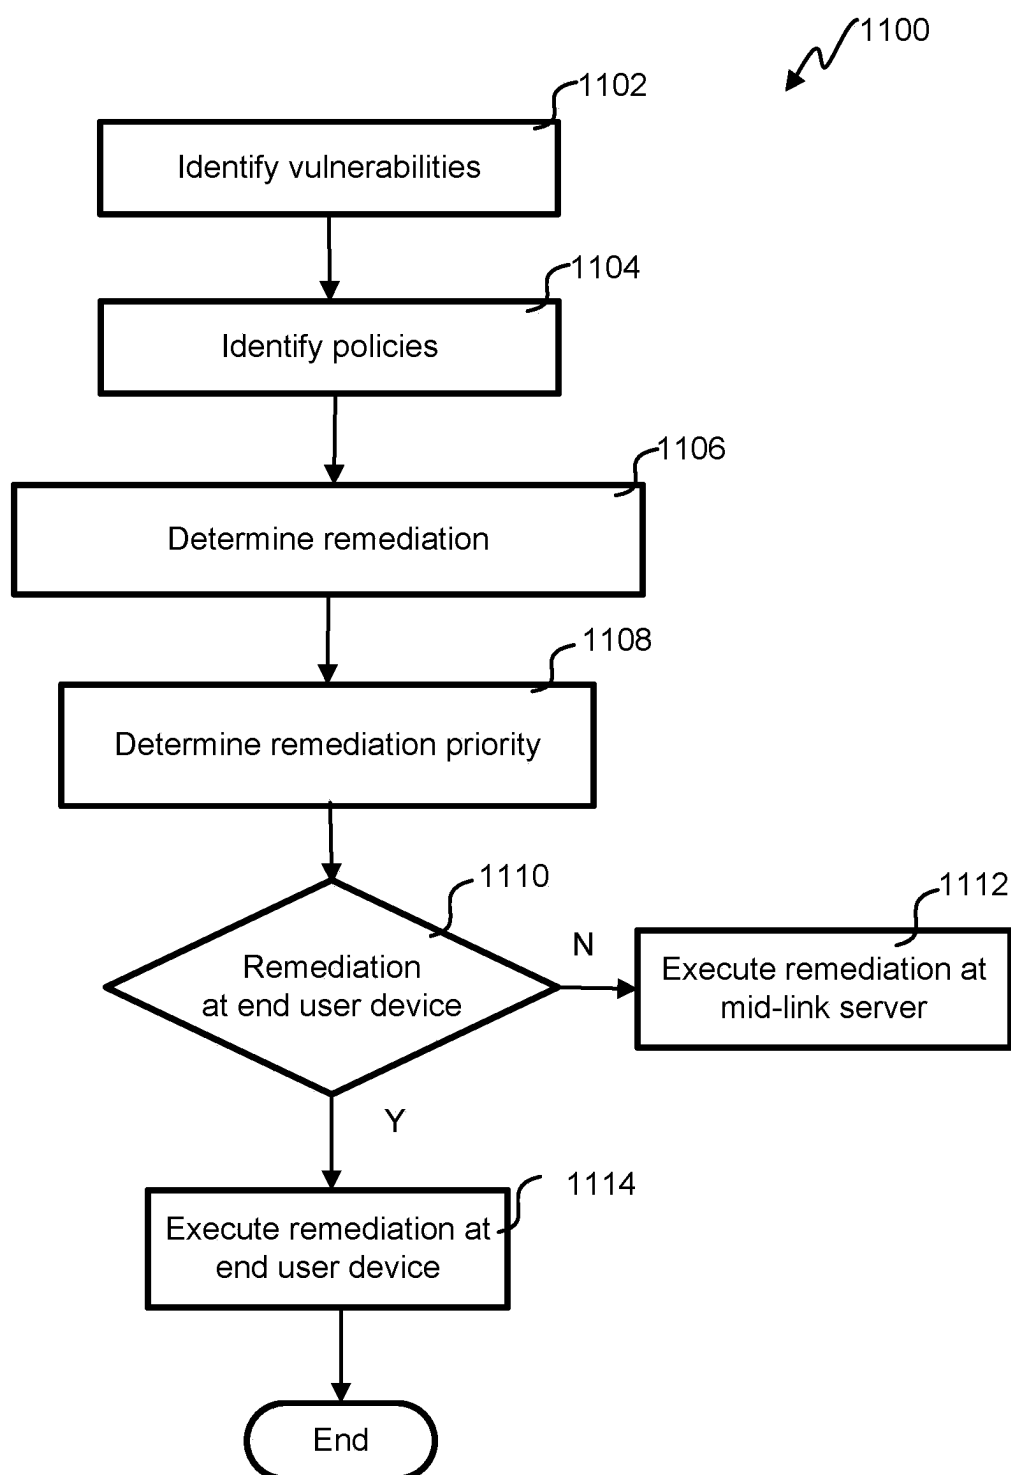 1100
1102
Identify vulnerabilities
1104
Identify policies
1106
Determine remediation
1108
Determine remediation priority
1110
Remediation
at end user device
N
1112
Execute remediation at
mid-link server
Y
1114
Execute remediation at
end user device
End